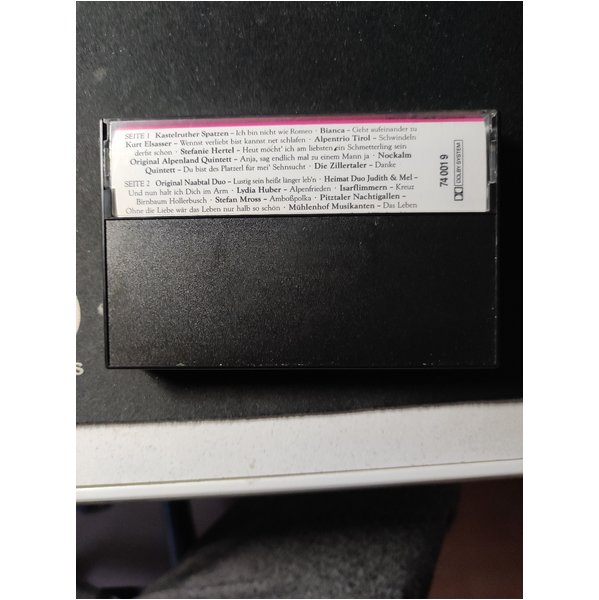 SEITE 1 Kastelruther Spatzen – Ich bin nicht wie Romeo · Bianca – Geht aufeinander zu
Kurt Elsasser – Wennst verliebt bist kannst net schlafen · Alpentrio Tirol – Schwindeln
derfst schon · Stefanie Hertel – Heut möcht' ich am liebsten ein Schmetterling sein
Original Alpenland Quintett – Anja, sag endlich mal zu einem Mann ja · Nockalm
Quintett – Du bist des Platzerl für mei' Sehnsucht · Die Zillertaler – Danke
SEITE 2 Original Naabtal Duo – Lustig sein heißt länger leb'n · Heimat Duo Judith & Mel –
Und nun halt ich Dich im Arm · Lydia Huber – Alpenfrieden · Isarflimmern – Kreuz
Birnbaum Hollerbusch · Stefan Mross – Amboßpolka · Pitztaler Nachtigallen –
Ohne die Liebe wär das Leben nur halb so schön · Mühlenhof Musikanten – Das Leben
DOLBY SYSTEM
74 001 9
s